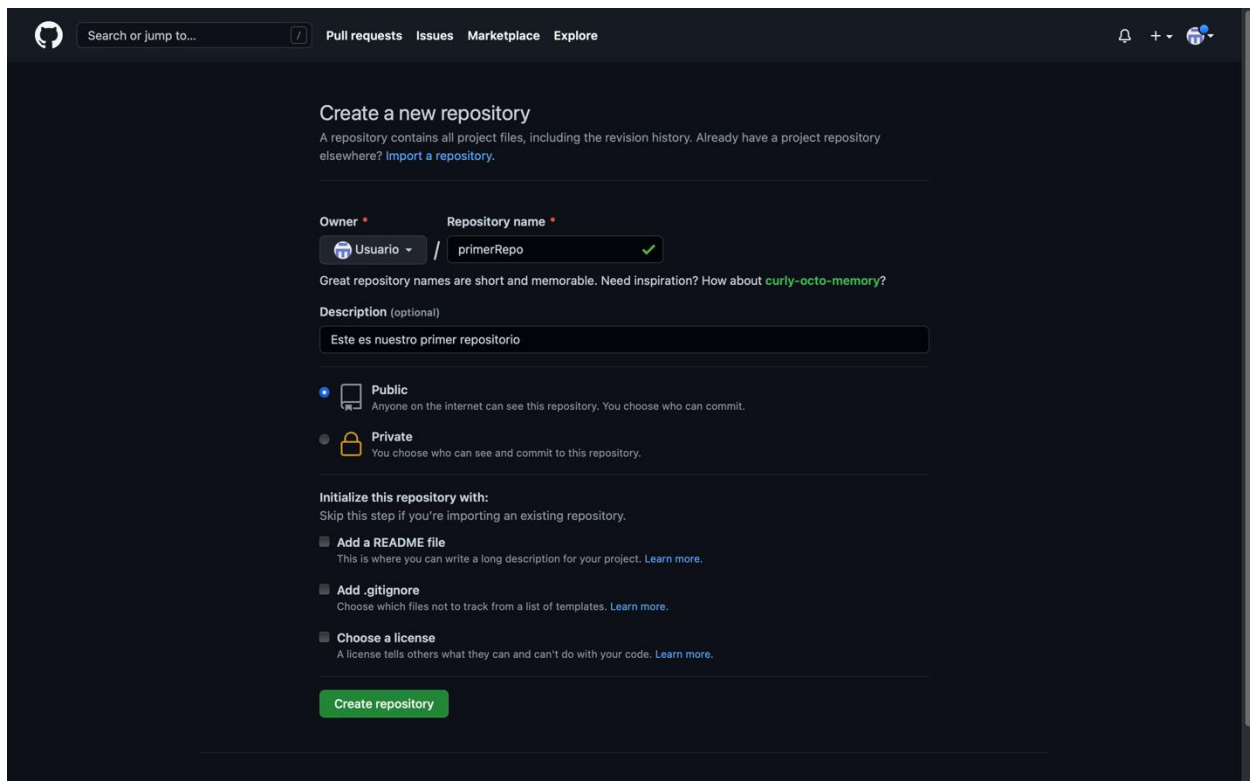 Search or jump to... /
Pull requests Issues Marketplace Explore
Create a new repository
A repository contains all project files, including the revision history. Already have a project repository
elsewhere? Import a repository.
Owner * Repository name *
Usuario / primerRepo
Great repository names are short and memorable. Need inspiration? How about curly-octo-memory?
Description (optional)
Este es nuestro primer repositorio
Public
Anyone on the internet can see this repository. You choose who can commit.
Private
You choose who can see and commit to this repository.
Initialize this repository with:
Skip this step if you're importing an existing repository.
Add a README file
This is where you can write a long description for your project. Learn more.
Add .gitignore
Choose which files not to track from a list of templates. Learn more.
Choose a license
A license tells others what they can and can't do with your code. Learn more.
Create repository